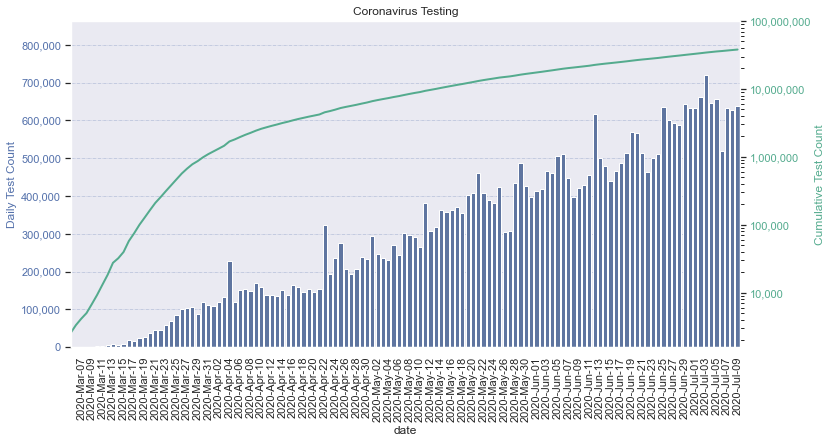 Coronavirus Testing
Daily Test Count
800,000
700,000
600,000
500,000
400,000
300,000
200,000
100,000
0
100,000,000
10,000,000
1,000,000
100,000
10,000
Cumulative Test Count
2020-Mar-07
2020-Mar-09
2020-Mar-11
2020-Mar-13
2020-Mar-15
2020-Mar-17
2020-Mar-19
2020-Mar-21
2020-Mar-23
2020-Mar-25
2020-Mar-27
2020-Mar-29
2020-Mar-31
2020-Apr-02
2020-Apr-04
2020-Apr-06
2020-Apr-08
2020-Apr-10
2020-Apr-12
2020-Apr-14
2020-Apr-16
2020-Apr-18
2020-Apr-20
2020-Apr-22
2020-Apr-24
2020-Apr-26
2020-Apr-28
2020-Apr-30
2020-May-02
2020-May-04
2020-May-06
2020-May-08
2020-May-10
2020-May-12
2020-May-14
2020-May-16
2020-May-18
2020-May-20
2020-May-22
2020-May-24
2020-May-26
2020-May-28
2020-May-30
2020-Jun-01
2020-Jun-03
2020-Jun-05
2020-Jun-07
2020-Jun-09
2020-Jun-11
2020-Jun-13
2020-Jun-15
2020-Jun-17
2020-Jun-19
2020-Jun-21
2020-Jun-23
2020-Jun-25
2020-Jun-27
2020-Jun-29
2020-Jul-01
2020-Jul-03
2020-Jul-05
2020-Jul-07
2020-Jul-09
date